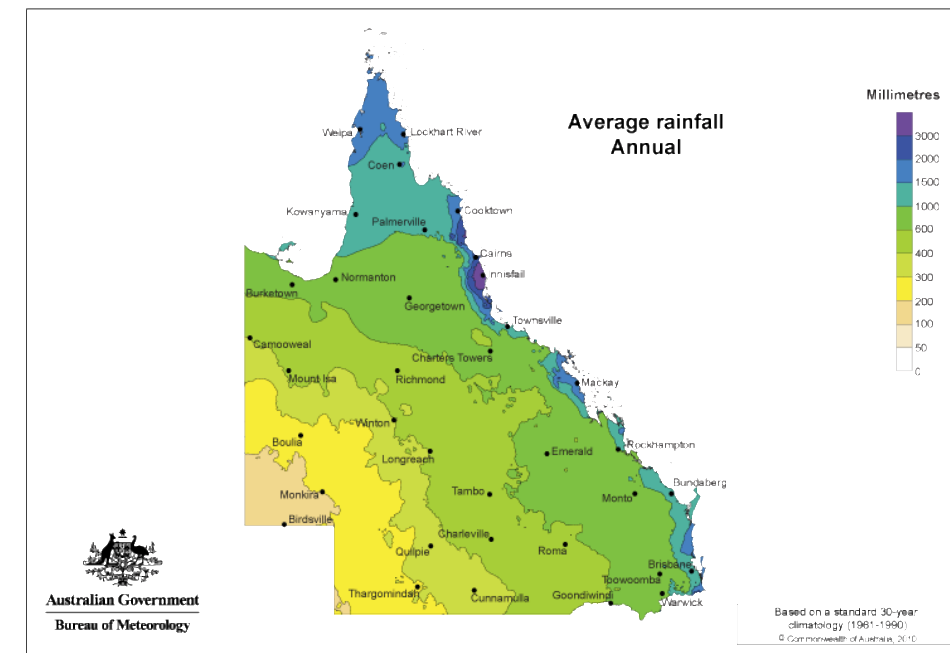 Average rainfall
Annual
Millimetres
3000
2000
1500
1000
600
400
300
200
100
50
0
Weipa
Lockhart River
Coen
Kowanyama
Cooktown
Palmerville
Cairns
Innisfail
Normanton
Burketown
Georgetown
Townsville
Camooweal
Charters Towers
Mount Isa
Richmond
Mackay
Winton
Boulia
Rockhampton
Longreach
Emerald
Bundaberg
Monkira
Tambo
Monto
Birdsville
Charleville
Quilpie
Roma
Brisbane
Toowoomba
Thargomindah
Cunnamulla
Goondiwindi
Warwick
Australian Government
Bureau of Meteorology
Based on a standard 30-year
climatology (1961-1990)
© Commonwealth of Australia, 2010